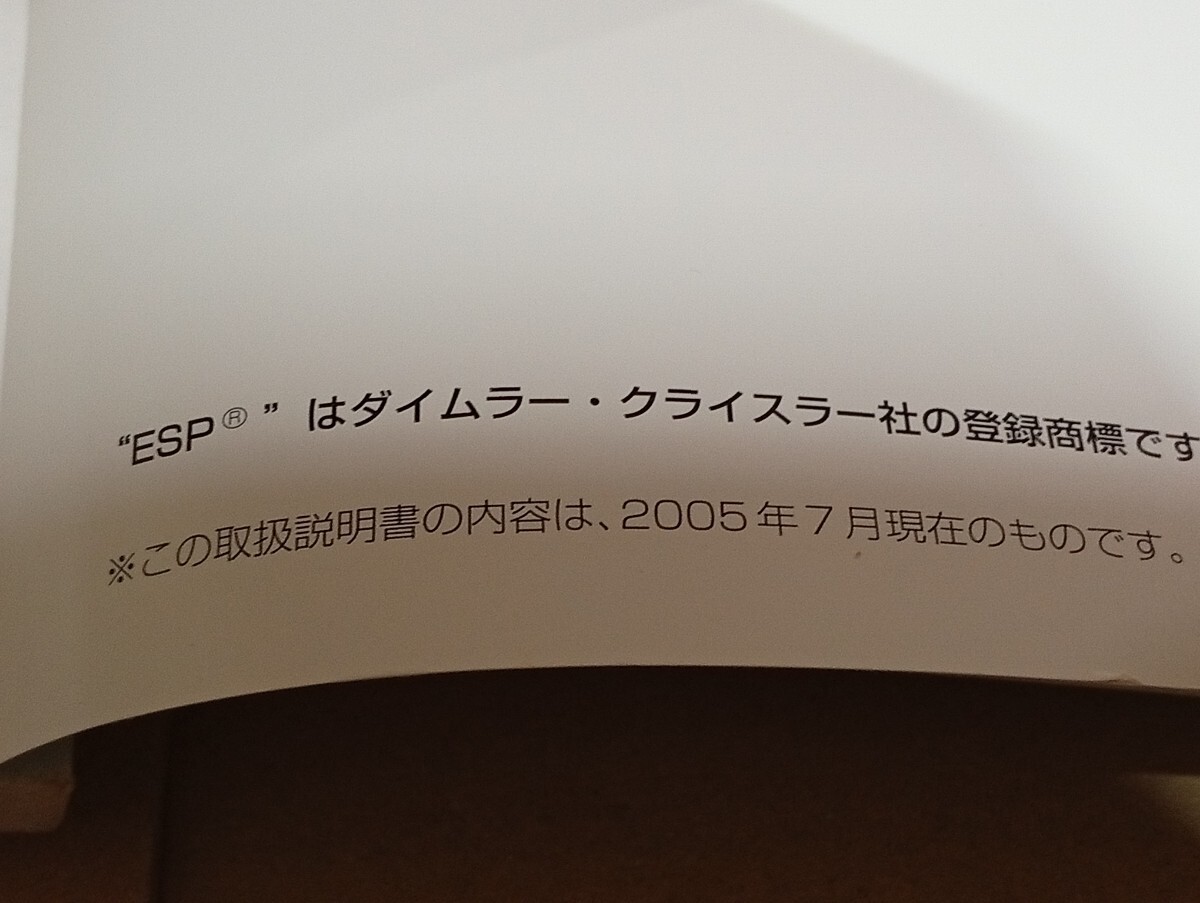 “ESP®” はダイムラー・クライスラー社の登録商標です
※この取扱説明書の内容は、2005年7月現在のものです。